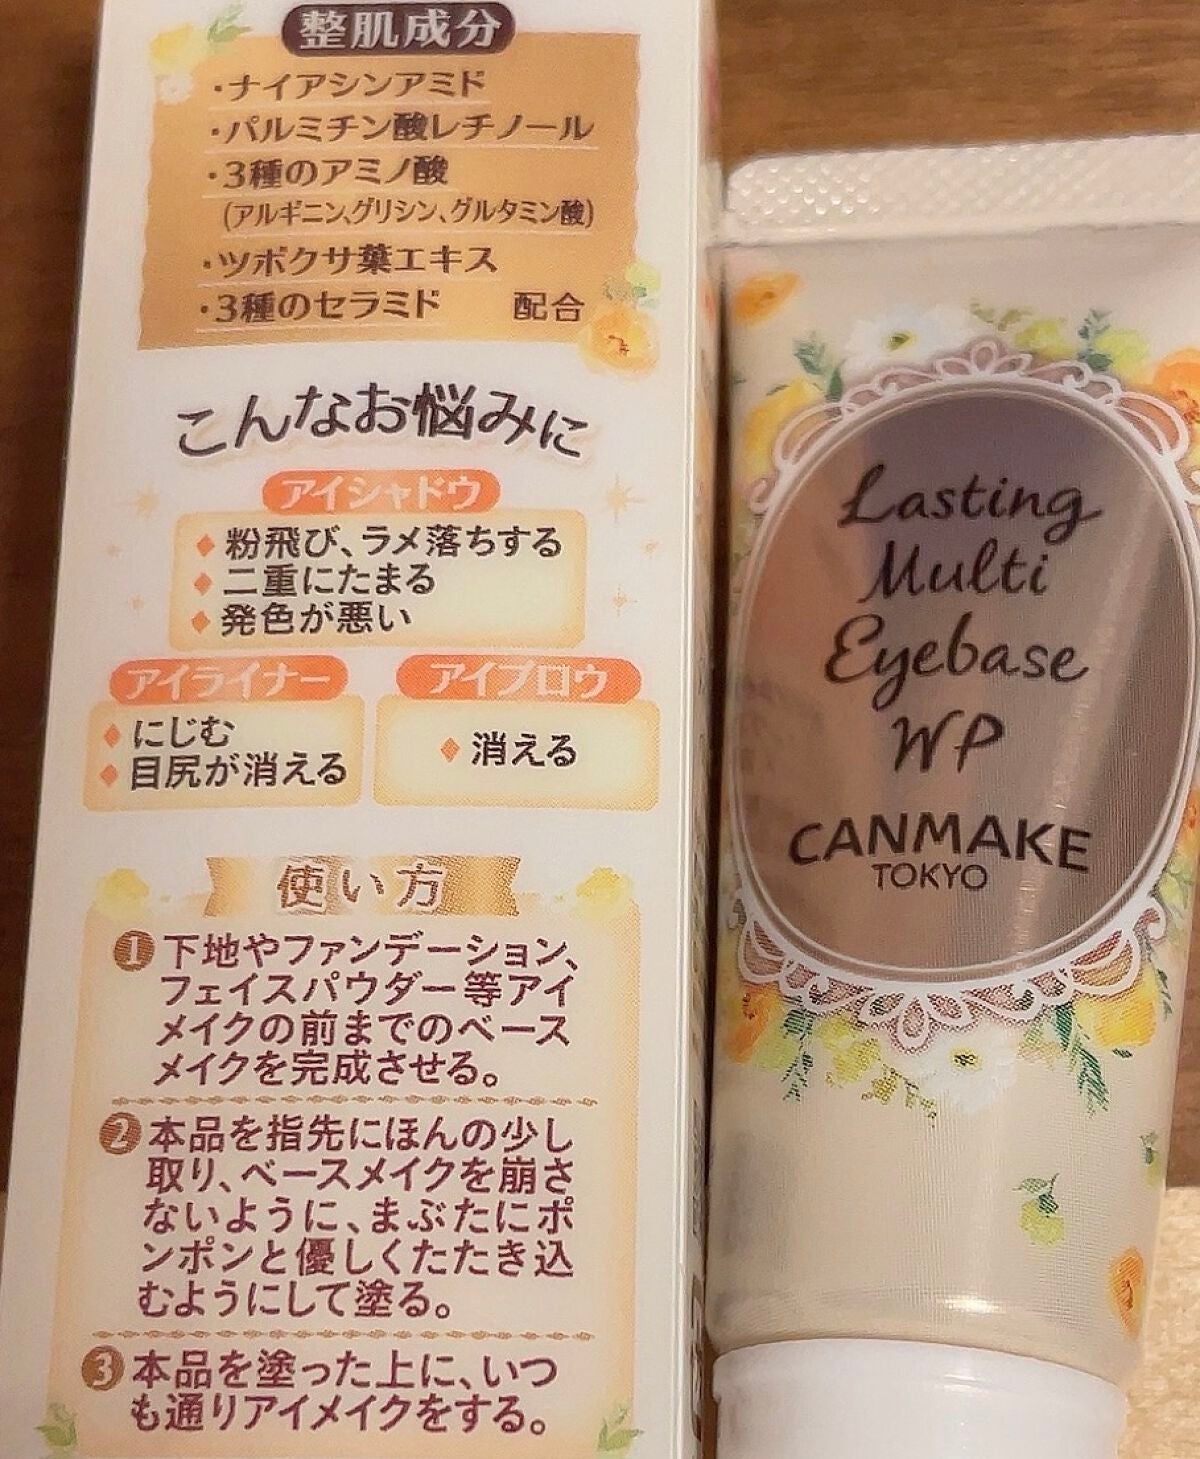 整肌成分
・ナイアシンアミド
・パルミチン酸レチノール
・3種のアミノ酸
(アルギニン、グリシン、グルタミン酸)
・ツボクサ葉エキス
・3種のセラミド 配合
こんなお悩みに
アイシャドウ
◆粉飛び、ラメ落ちする
◆二重にたまる
◆発色が悪い
アイライナー
◆にじむ
◆目尻が消える
アイブロウ
◆消える
使い方
❶下地やファンデーション、
フェイスパウダー等アイ
メイクの前までのベース
メイクを完成させる。
❷本品を指先にほんの少し
取り、ベースメイクを崩さ
ないように、まぶたにポ
ンポンと優しくたたき込
むようにして塗る。
❸本品を塗った上に、いつ
も通りアイメイクをする。
Lasting
Multi
Eyebase
WP
CANMAKE
TOKYO